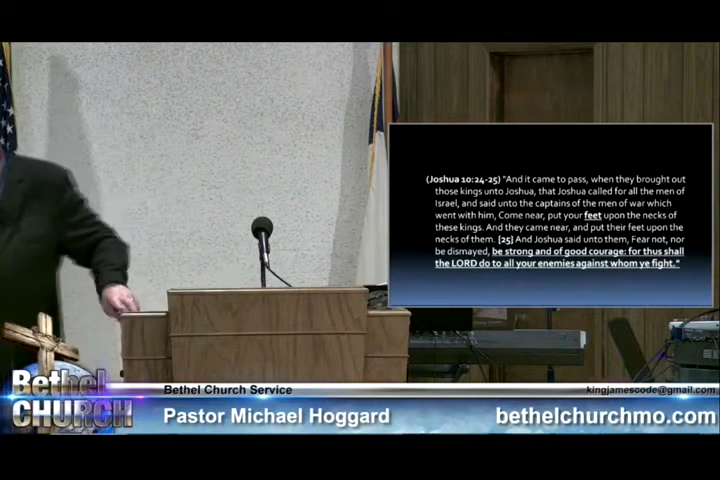 (Joshua 10:24-25) "And it came to pass, when they brought out
those kings unto Joshua, that Joshua called for all the men of
Israel, and said unto the captains of the men of war which
went with him, Come near, put your feet upon the necks of
these kings. And they came near, and put their feet upon the
necks of them. [25] And Joshua said unto them, Fear not, nor
be dismayed, be strong and of good courage: for thus shall
the LORD do to all your enemies against whom ye fight."
Bethel
CHURCH
Bethel Church Service
kingjamescode@gmail.com
Pastor Michael Hoggard
bethelchurchmo.com